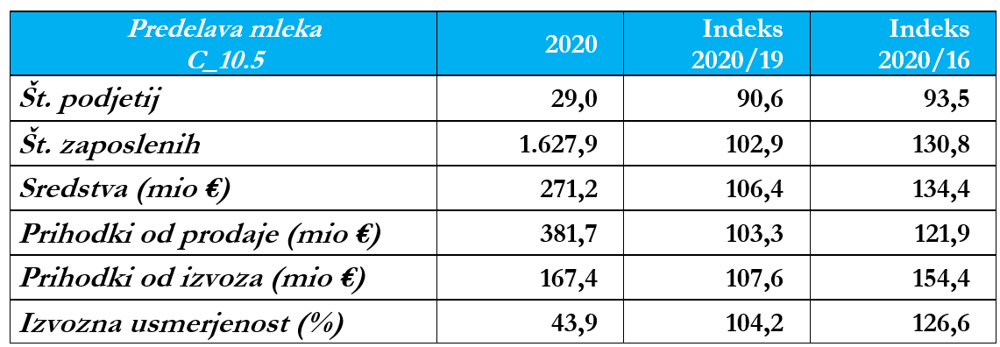 Predelava mleka C_10.5 2020 Indeks 2020/19 Indeks 2020/16
Št. podjetij 29,0 90,6 93,5
Št. zaposlenih 1.627,9 102,9 130,8
Sredstva (mio €) 271,2 106,4 134,4
Prihodki od prodaje (mio €) 381,7 103,3 121,9
Prihodki od izvoza (mio €) 167,4 107,6 154,4
Izvozna usmerjenost (%) 43,9 104,2 126,6